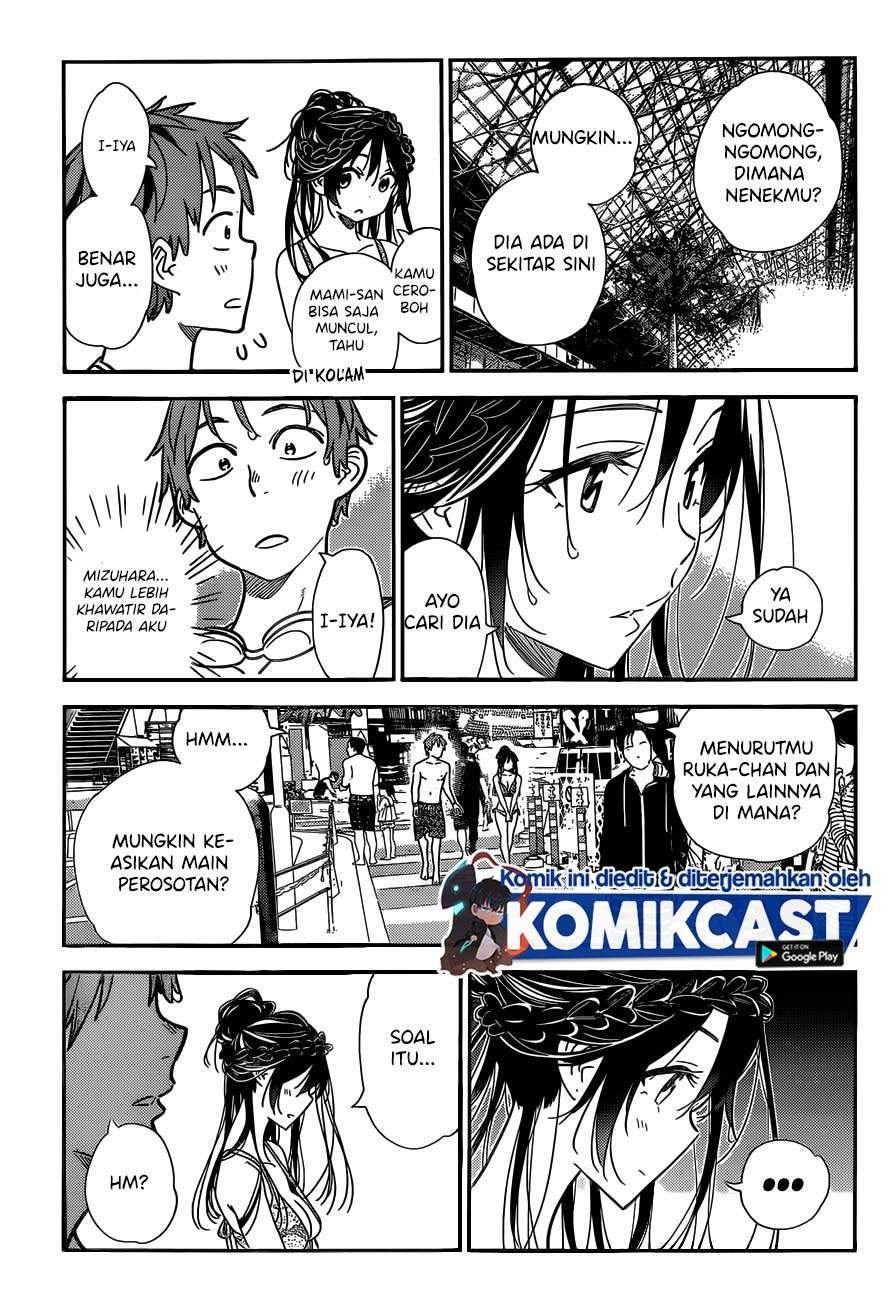 NGOMONG-
NGOMONG,
DIMANA
NENEKMU?
MUNGKIN...
DIA ADA DI
SEKITAR SINI
KAMU
CERO-
BOH
MAMI-SAN
BISA SAJA
MUNCUL,
TAHU
DI KOLAM
I-IYA
BENAR
JUGA...
YA
SUDAH
AYO
CARI DIA
I-IYA!
MIZUHARA...
KAMU LEBIH
KHAWATIR DA-
RIPADA AKU
MENURUTMU
RUKA-CHAN DAN
YANG LAINNYA
DI MANA?
HMM...
MUNGKIN KE-
ASIKAN MAIN
PEROSOTAN?
Komik ini diedit & diterjemahkan oleh
KOMIKCAST
GET IT ON
Google Play
...
SOAL
ITU...
HM?